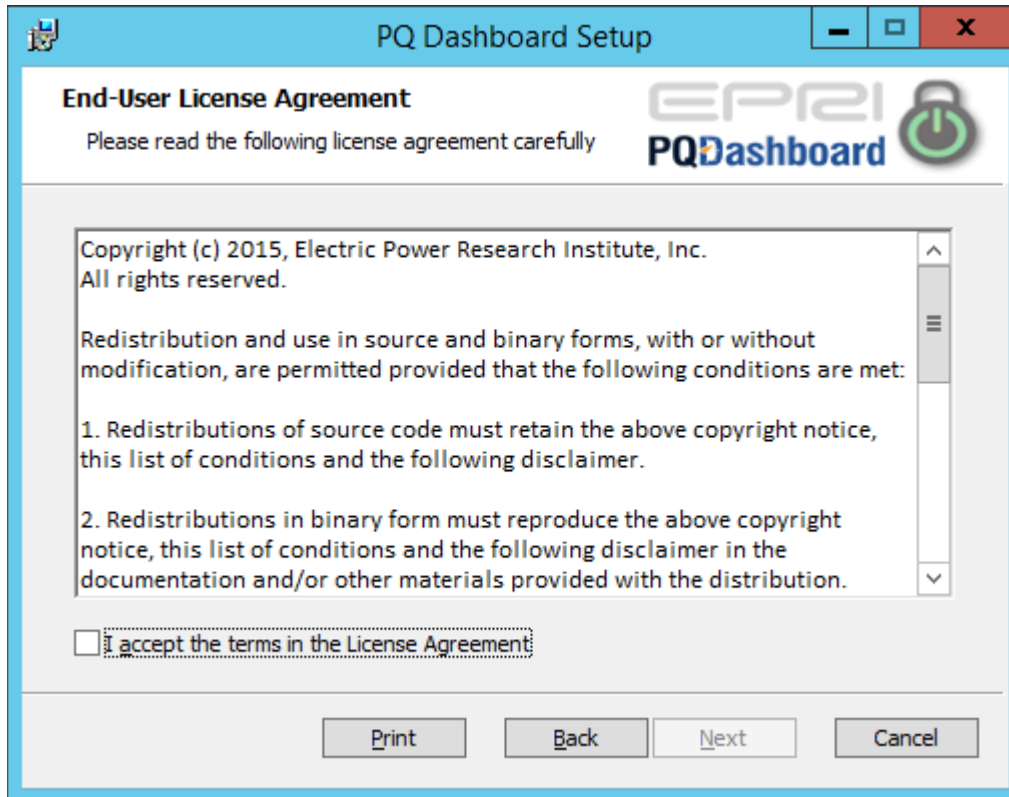 PQ Dashboard Setup
End-User License Agreement
Please read the following license agreement carefully
EPRI
PQDashboard
Copyright (c) 2015, Electric Power Research Institute, Inc.
All rights reserved.
Redistribution and use in source and binary forms, with or without
modification, are permitted provided that the following conditions are met:
1. Redistributions of source code must retain the above copyright notice,
this list of conditions and the following disclaimer.
2. Redistributions in binary form must reproduce the above copyright
notice, this list of conditions and the following disclaimer in the
documentation and/or other materials provided with the distribution.
I accept the terms in the License Agreement
Print Back Next Cancel